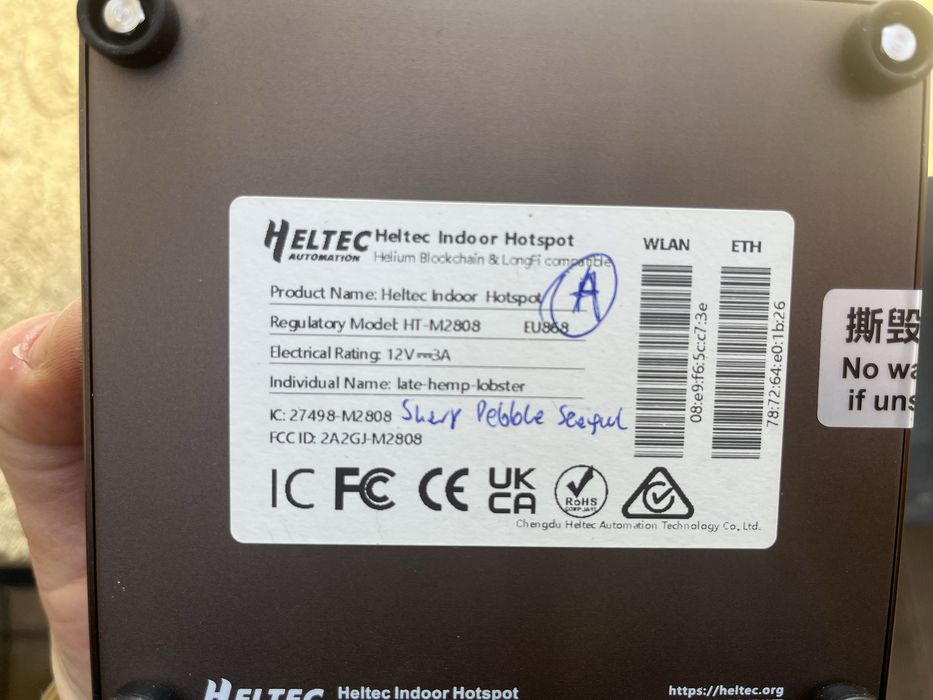 HELTEC Heltec Indoor Hotspot
AUTOMATION Helium Blockchain & LongFi compatible
Product Name: Heltec Indoor Hotspot
A
Regulatory Model: HT-M2808 EU868
Electrical Rating: 12V⎓3A
Individual Name: late-hemp-lobster
IC: 27498-M2808 Sharp Pebble Seagul
FCC ID: 2A2GJ-M2808
IC FC CE UK CA RoHS COMPLIANT
Chengdu Heltec Automation Technology Co., Ltd.
WLAN
08:e9:f6:5c:c7:3e
ETH
78:72:64:e0:1b:26
撕毁
No wa
if uns
HELTEC Heltec Indoor Hotspot
https://heltec.org